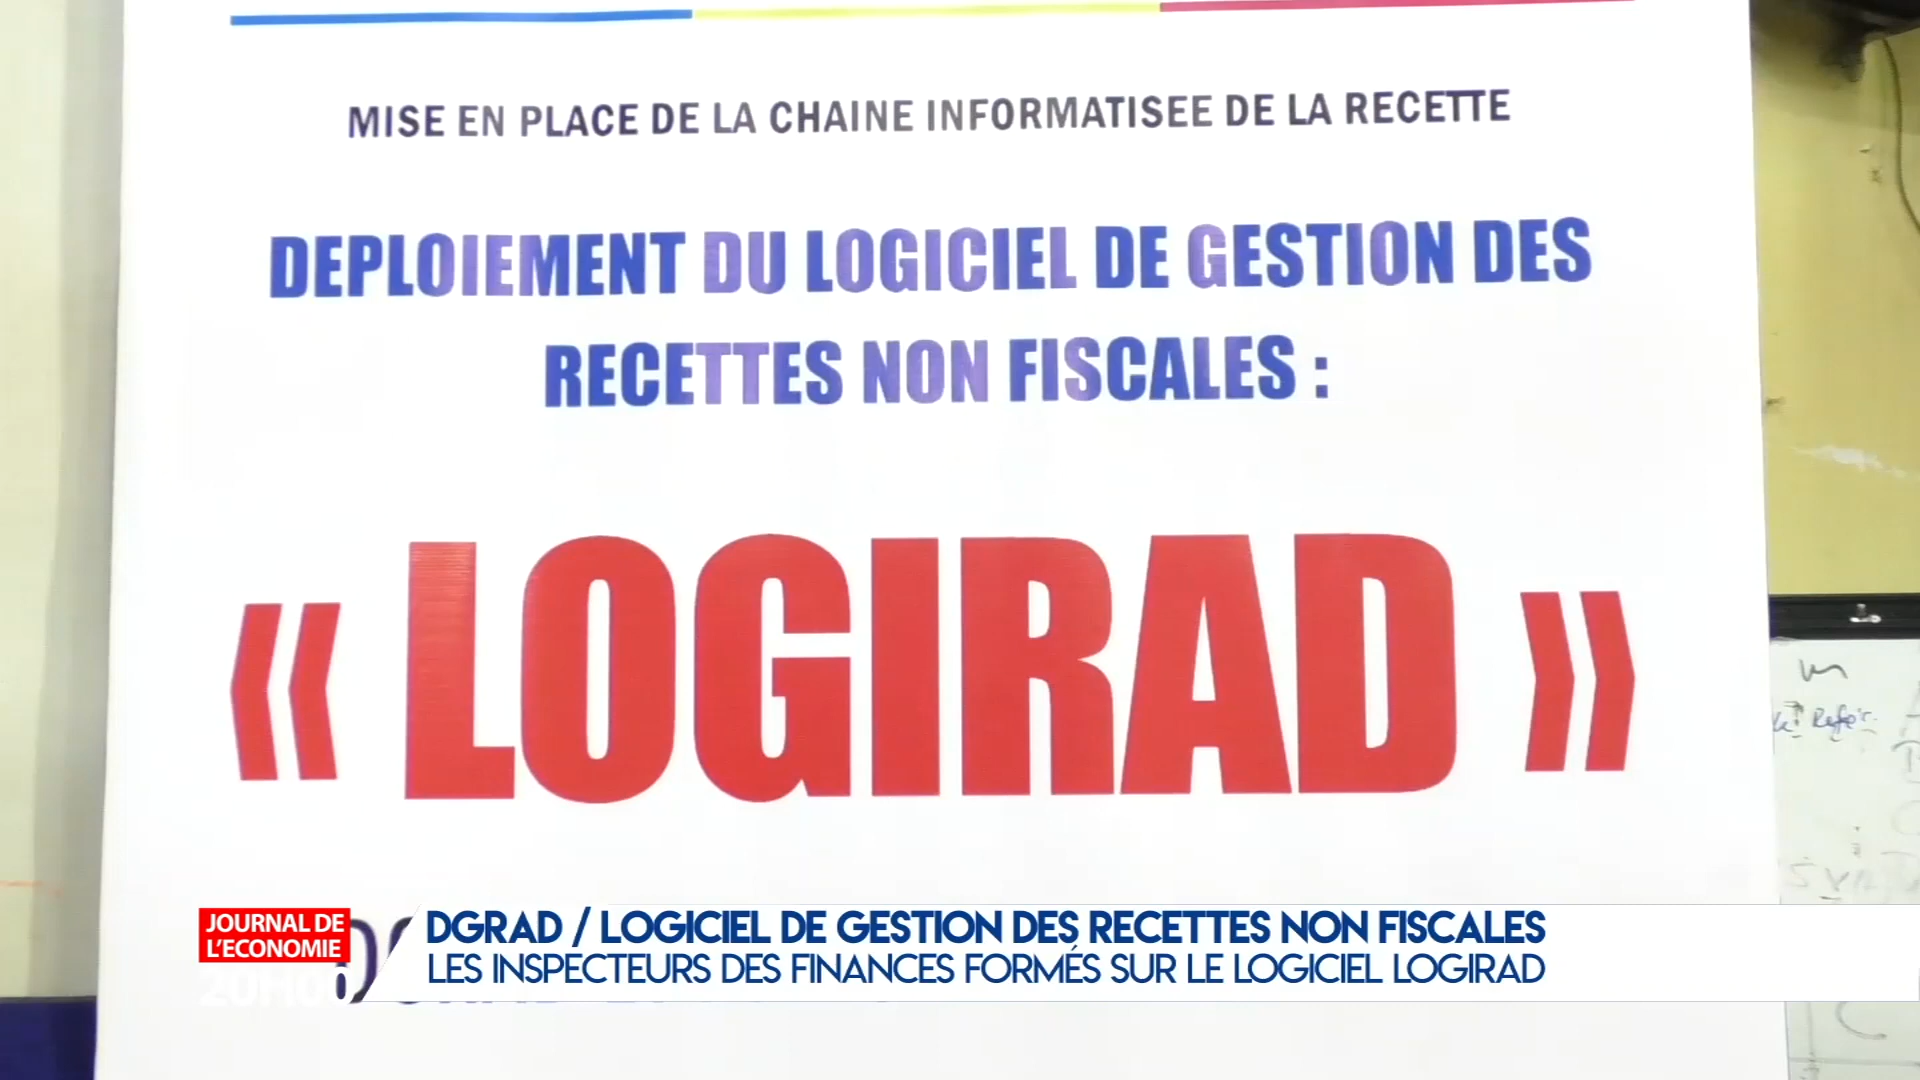 MISE EN PLACE DE LA CHAINE INFORMATISEE DE LA RECETTE
DEPLOIEMENT DU LOGICIEL DE GESTION DES
RECETTES NON FISCALES :
« LOGIRAD »
JOURNAL DE
L'ECONOMIE
20H00
DGRAD / LOGICIEL DE GESTION DES RECETTES NON FISCALES
LES INSPECTEURS DES FINANCES FORMÉS SUR LE LOGICIEL LOGIRAD